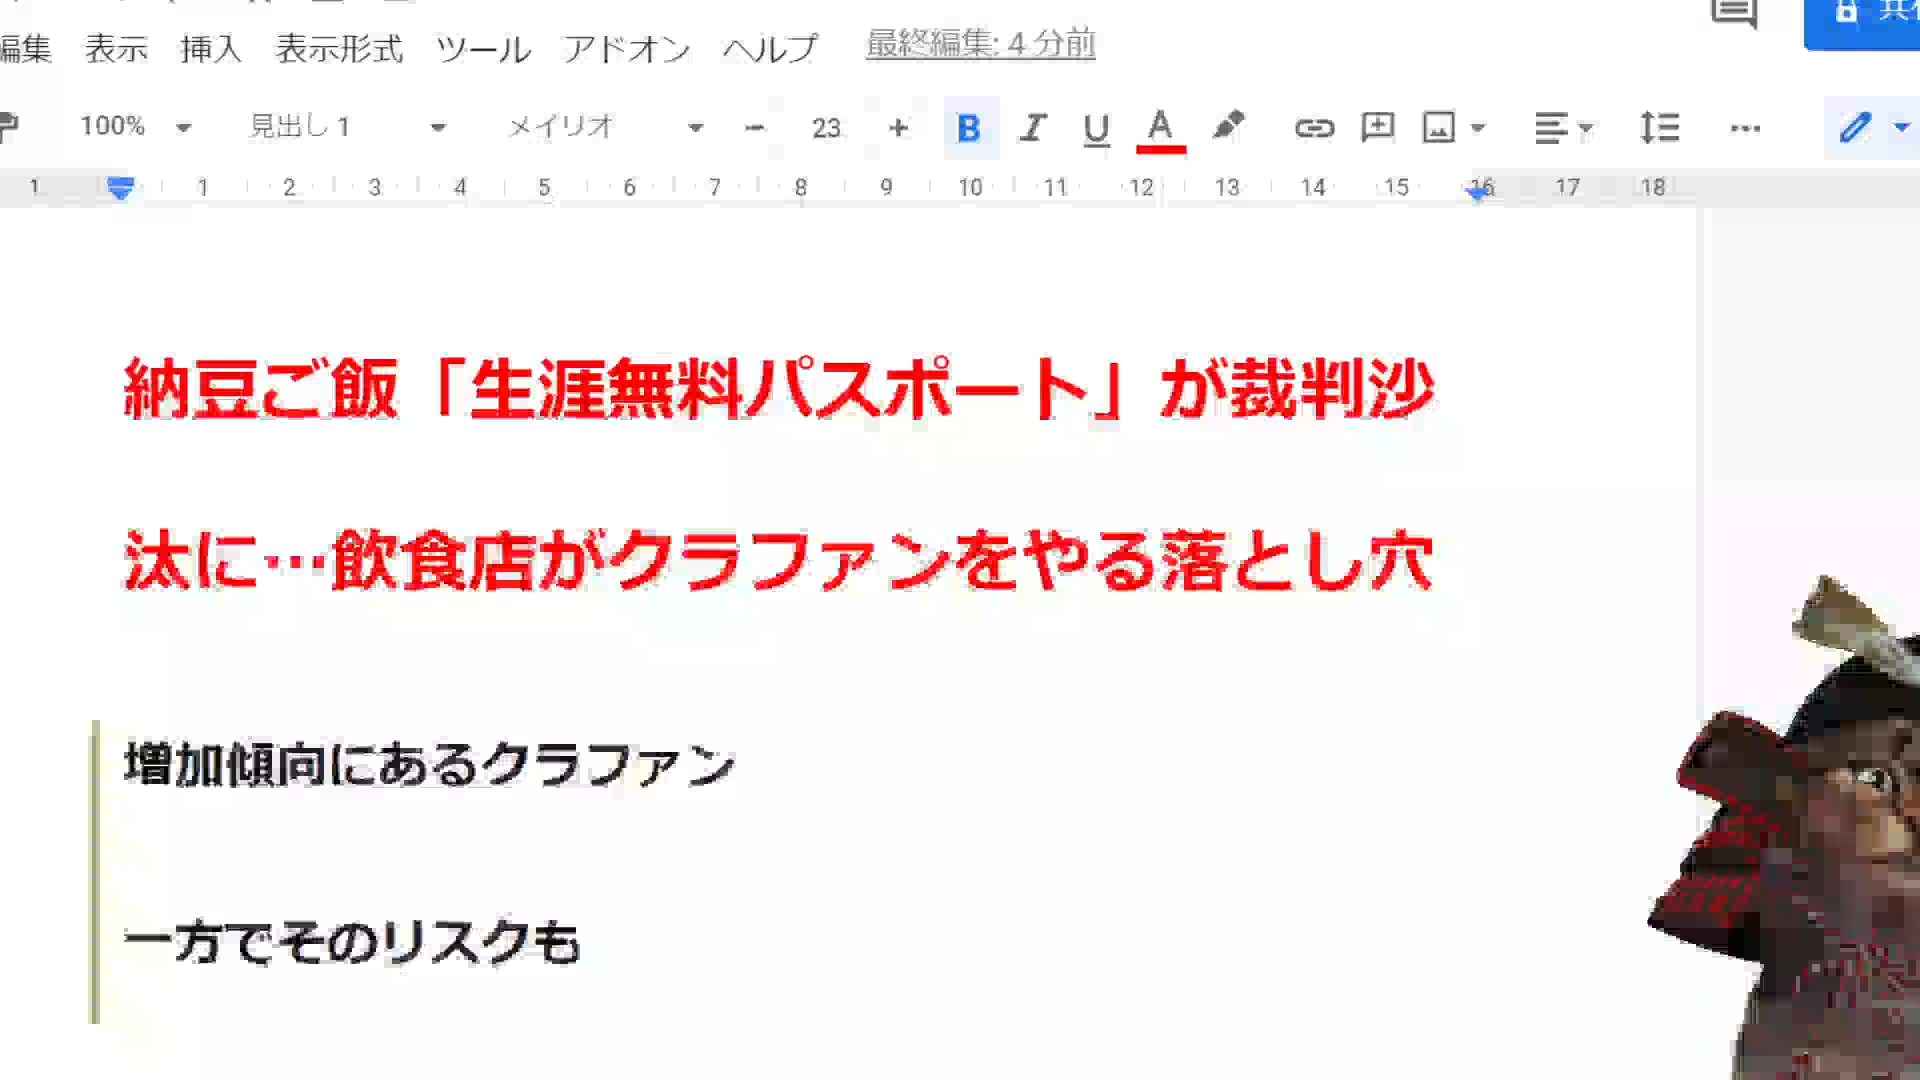 編集 表示 挿入 表示形式 ツール アドオン ヘルプ 最終編集: 4 分前
100% 見出し 1 メイリオ 23 B I U A
1 1 2 3 4 5 6 7 8 9 10 11 12 13 14 15 16 17 18
納豆ご飯「生涯無料パスポート」が裁判沙
汰に…飲食店がクラファンをやる落とし穴
増加傾向にあるクラファン
一方でそのリスクも